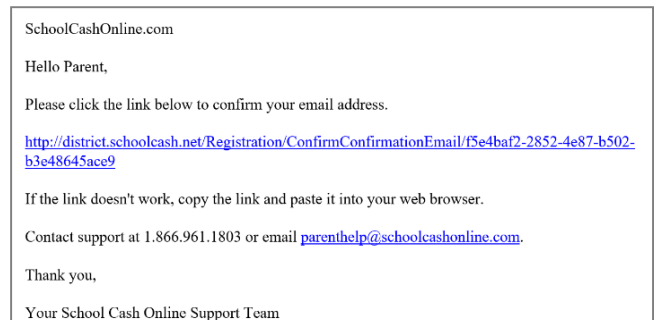 SchoolCashOnline.com
Hello Parent,
Please click the link below to confirm your email address.
http://district.schoolcash.net/Registration/ConfirmConfirmationEmail/f5e4baf2-2852-4e87-b502-
b3e48645ace9
If the link doesn't work, copy the link and paste it into your web browser.
Contact support at 1.866.961.1803 or email parenthelp@schoolcashonline.com.
Thank you,
Your School Cash Online Support Team